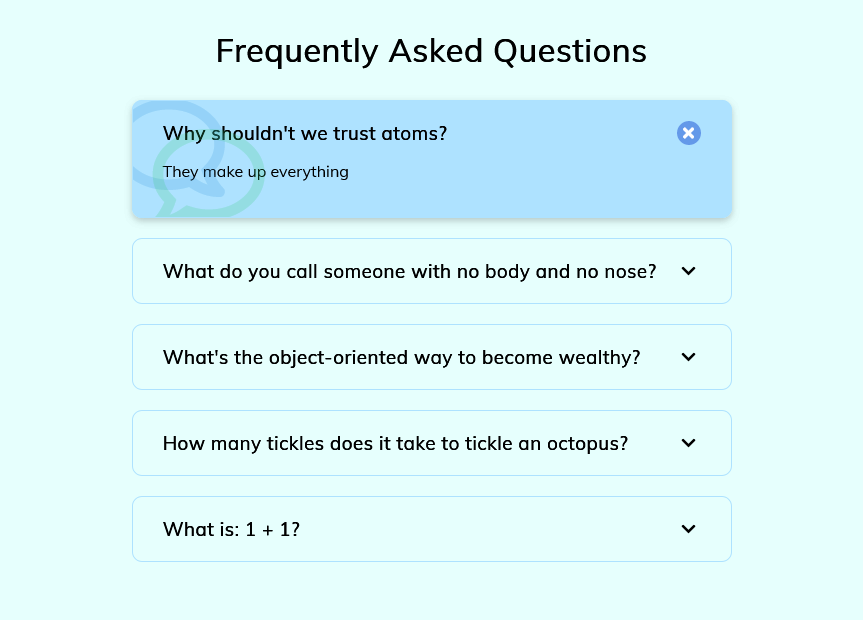 Frequently Asked Questions
Why shouldn't we trust atoms?
They make up everything
What do you call someone with no body and no nose?
What's the object-oriented way to become wealthy?
How many tickles does it take to tickle an octopus?
What is: 1 + 1?